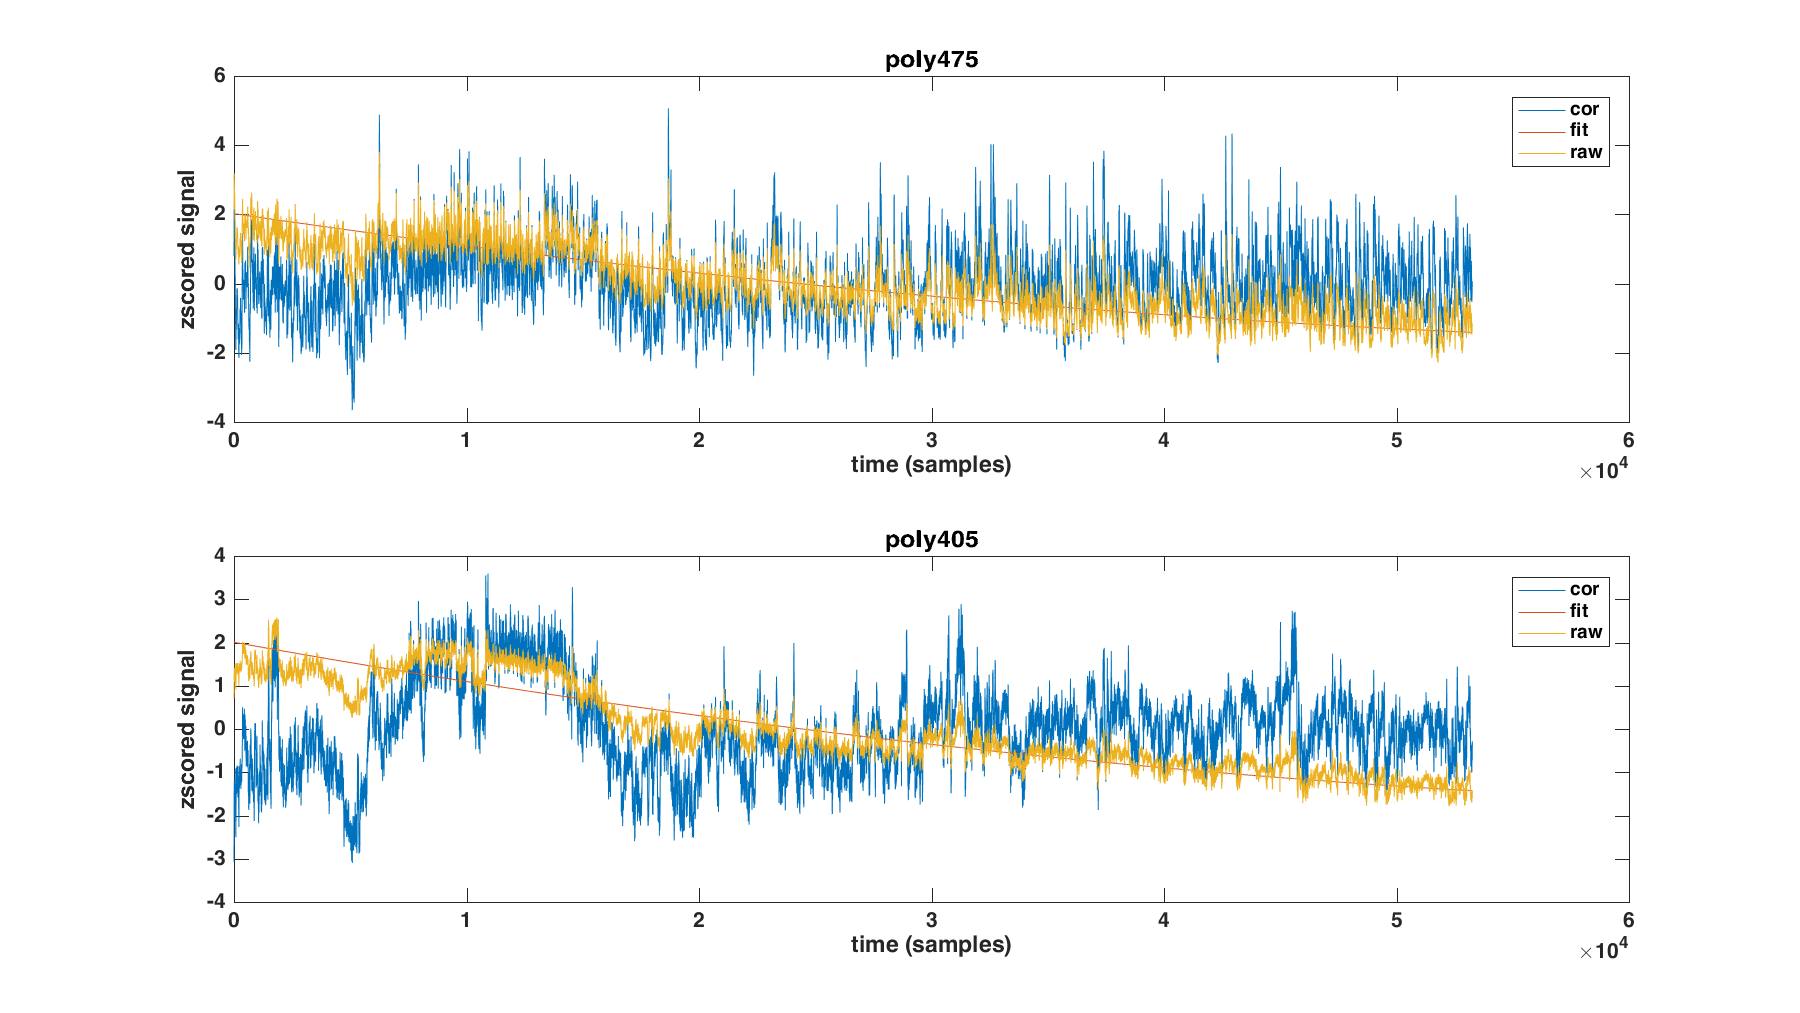 poly475
zscored signal
6
4
2
0
-2
-4
cor
fit
raw
0 1 2 3 4 5 6
time (samples)
×10^4
poly405
zscored signal
4
3
2
1
0
-1
-2
-3
-4
cor
fit
raw
0 1 2 3 4 5 6
time (samples)
×10^4